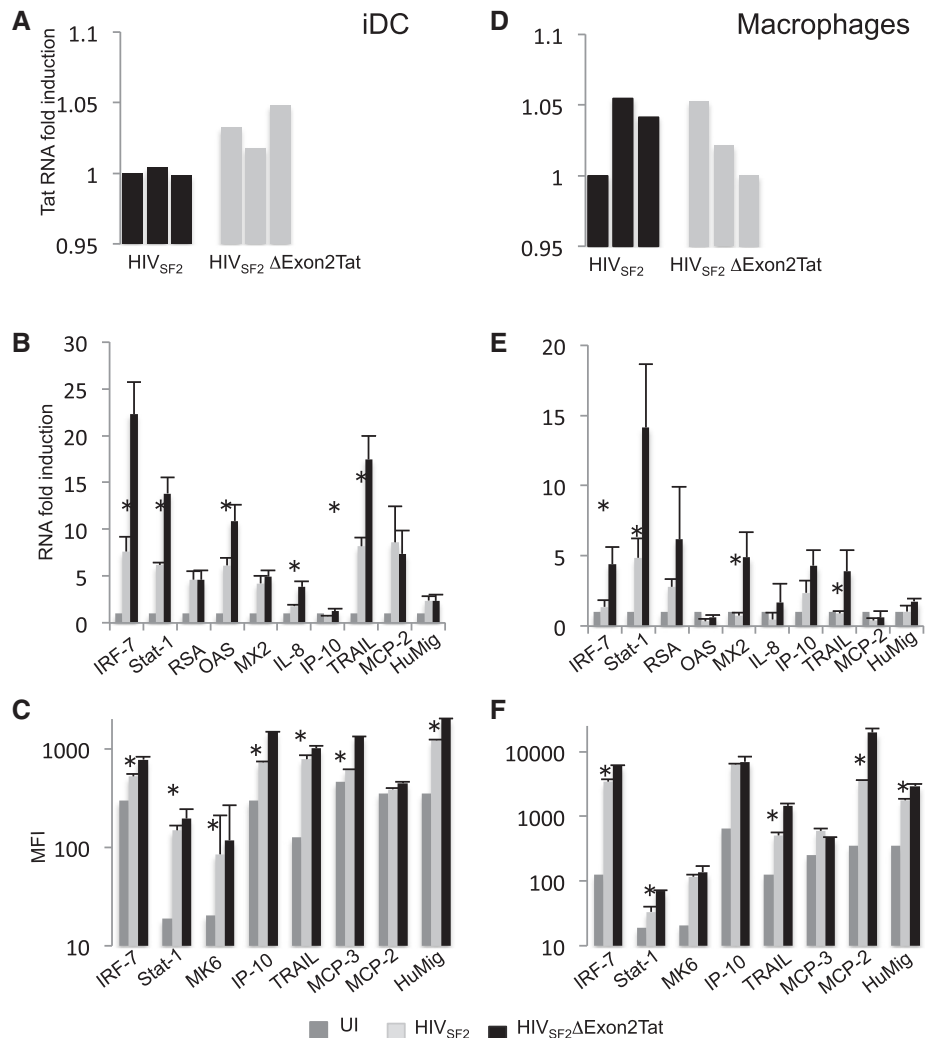 A iDC
Tat RNA fold induction
1.1
1.05
1
0.95
HIVSF2 HIVSF2 ΔExon2Tat
D Macrophages
1.1
1.05
1
0.95
HIVSF2 HIVSF2 ΔExon2Tat
B
RNA fold induction
30
25
20
15
10
5
0
* * * * * *
IRF-7 Stat-1 RSA OAS MX2 IL-8 IP-10 TRAIL MCP-2 HuMig
E
20
15
10
5
0
* * * *
IRF-7 Stat-1 RSA OAS MX2 IL-8 IP-10 TRAIL MCP-2 HuMig
C
MFI
1000
100
10
* * * * * * *
IRF-7 Stat-1 MK6 IP-10 TRAIL MCP-3 MCP-2 HuMig
F
10000
1000
100
10
* * * * *
IRF-7 Stat-1 MK6 IP-10 TRAIL MCP-3 MCP-2 HuMig
UI HIVSF2 HIVSF2ΔExon2Tat